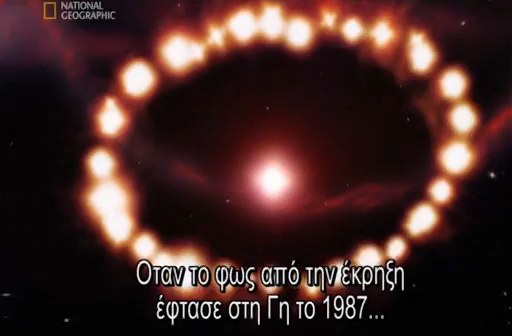 NATIONAL
GEOGRAPHIC
Οταν το φως από την έκρηξη
έφτασε στη Γη το 1987...